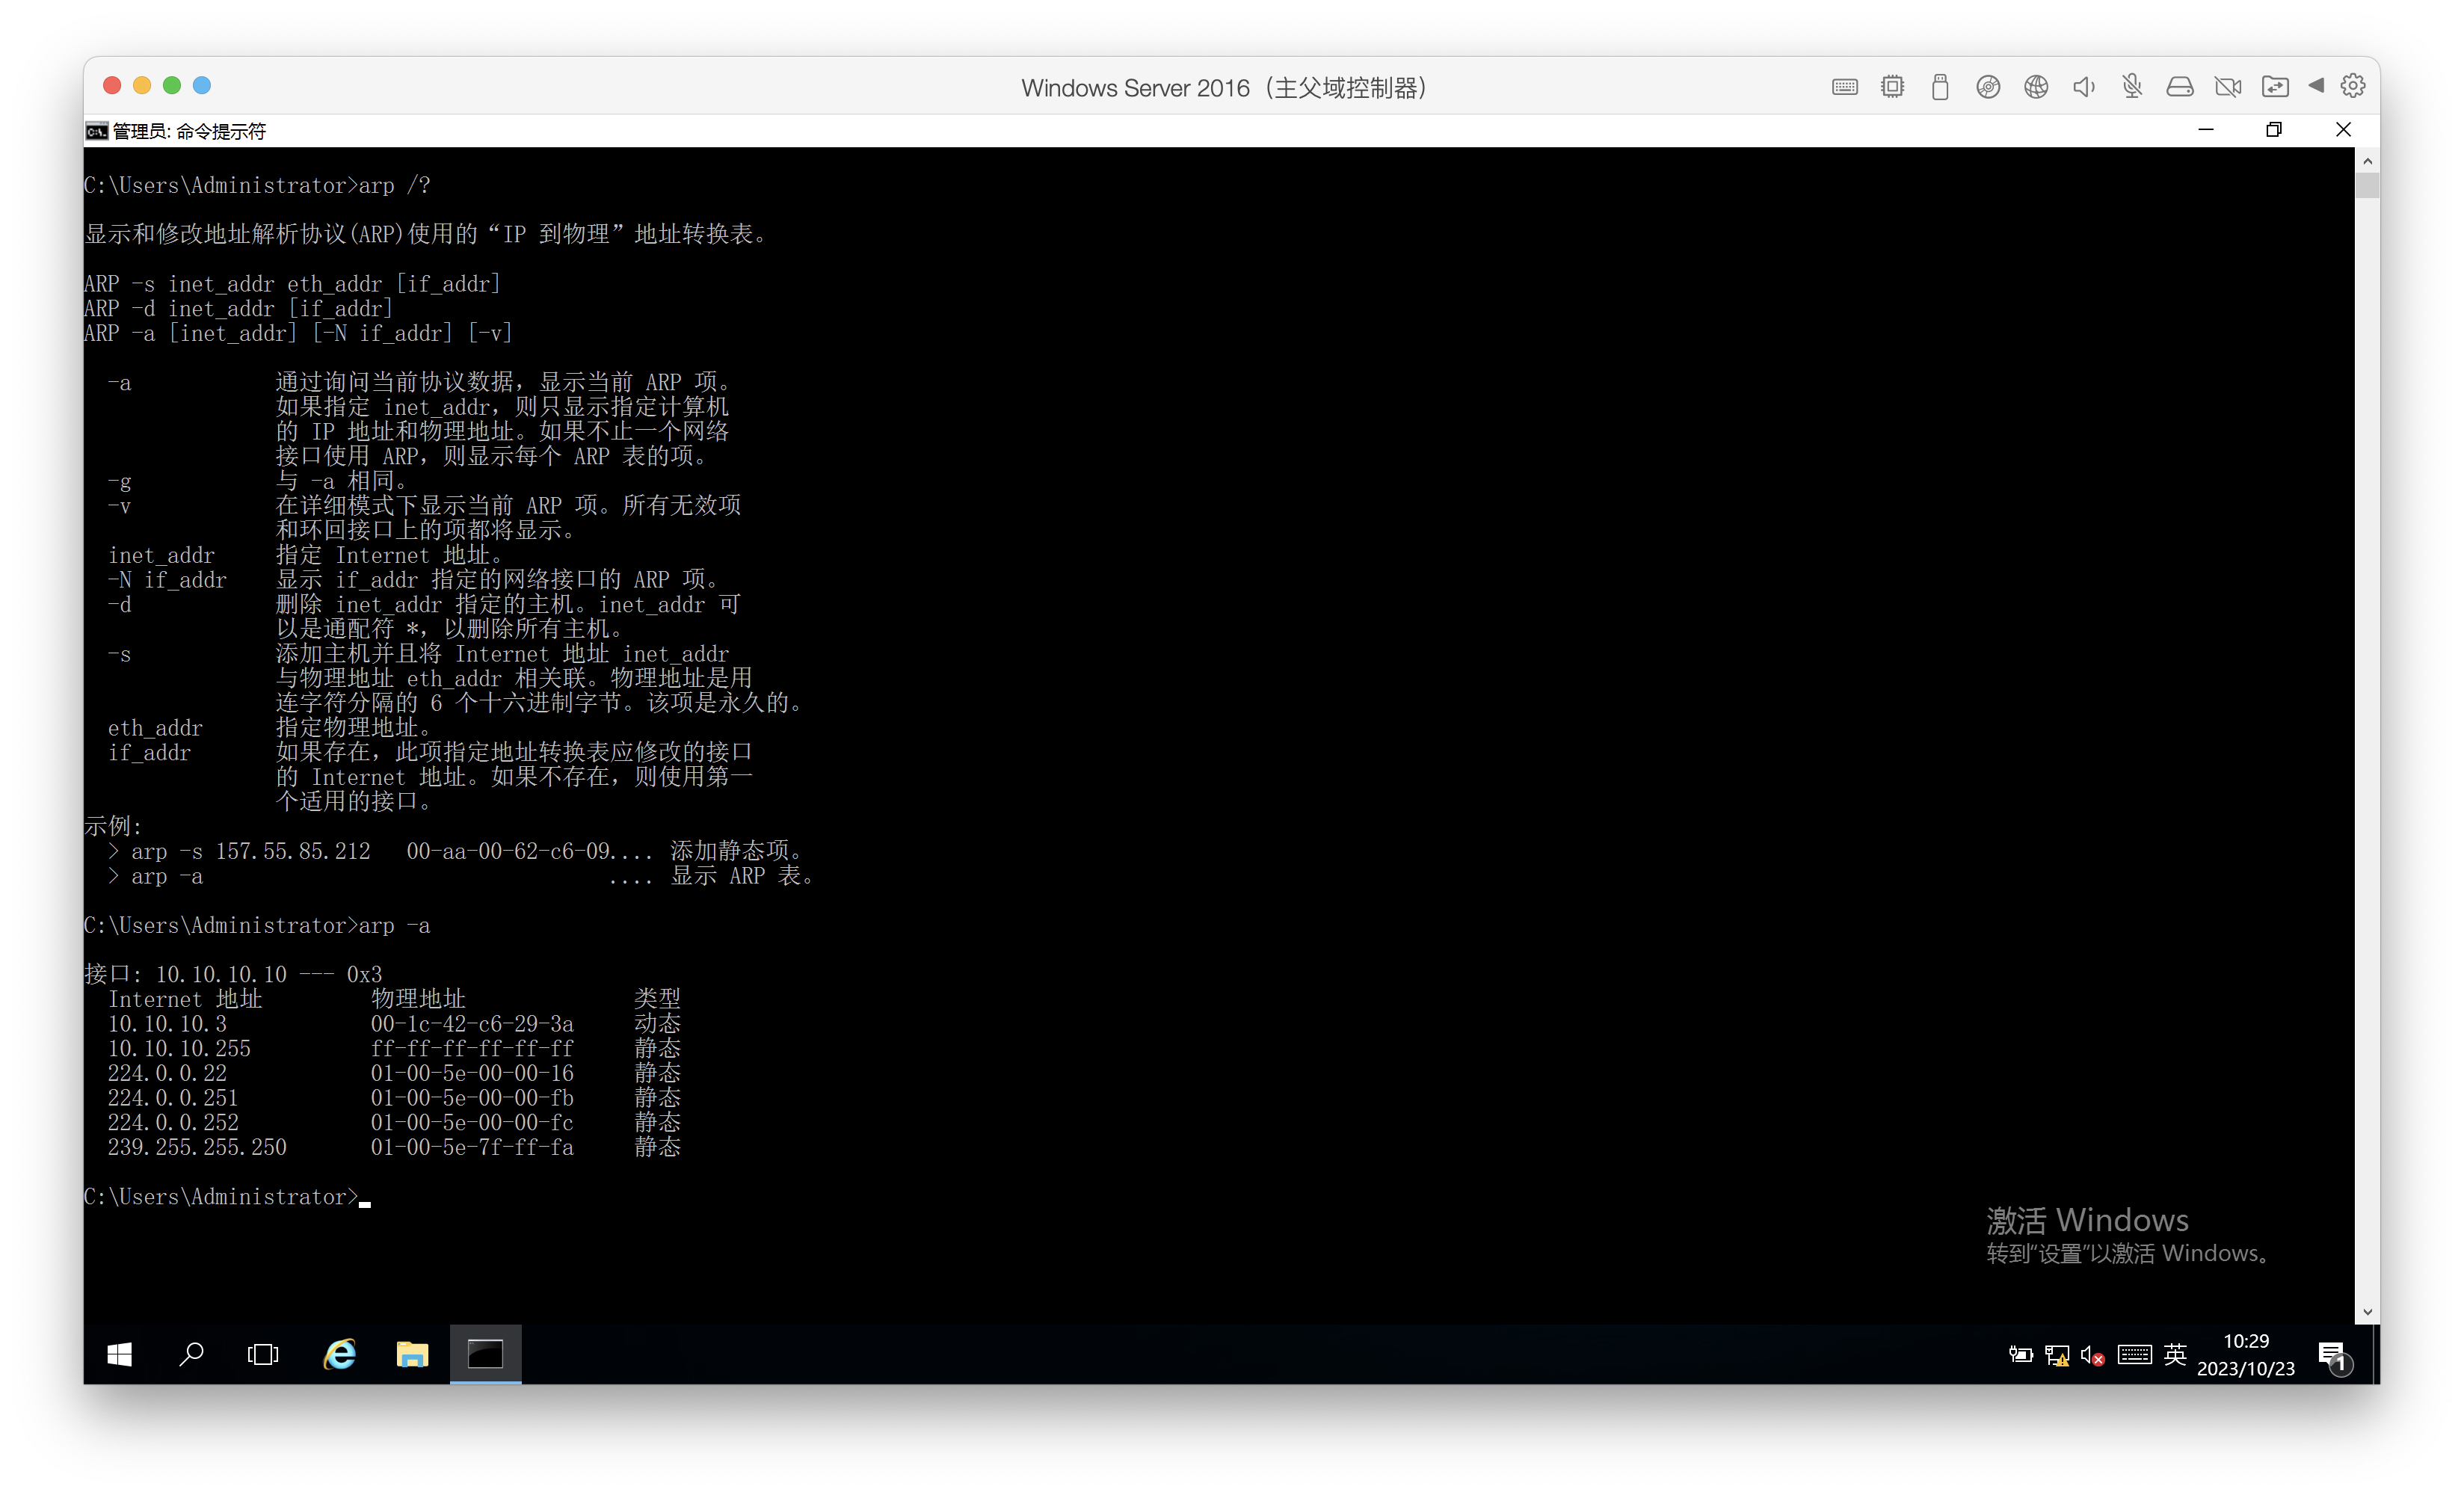 Windows Server 2016（主父域控制器）
管理员: 命令提示符
C:\Users\Administrator>arp /?
显示和修改地址解析协议(ARP)使用的“IP 到物理”地址转换表。
ARP -s inet_addr eth_addr [if_addr]
ARP -d inet_addr [if_addr]
ARP -a [inet_addr] [-N if_addr] [-v]
-a 通过询问当前协议数据，显示当前 ARP 项。
如果指定 inet_addr，则只显示指定计算机
的 IP 地址和物理地址。如果不止一个网络
接口使用 ARP，则显示每个 ARP 表的项。
-g 与 -a 相同。
-v 在详细模式下显示当前 ARP 项。所有无效项
和环回接口上的项都将显示。
inet_addr 指定 Internet 地址。
-N if_addr 显示 if_addr 指定的网络接口的 ARP 项。
-d 删除 inet_addr 指定的主机。inet_addr 可
以是通配符 *，以删除所有主机。
-s 添加主机并且将 Internet 地址 inet_addr
与物理地址 eth_addr 相关联。物理地址是用
连字符分隔的 6 个十六进制字节。该项是永久的。
eth_addr 指定物理地址。
if_addr 如果存在，此项指定地址转换表应修改的接口
的 Internet 地址。如果不存在，则使用第一
个适用的接口。
示例:
> arp -s 157.55.85.212 00-aa-00-62-c6-09.... 添加静态项。
> arp -a .... 显示 ARP 表。
C:\Users\Administrator>arp -a
接口: 10.10.10.10 --- 0x3
Internet 地址 物理地址 类型
10.10.10.3 00-1c-42-c6-29-3a 动态
10.10.10.255 ff-ff-ff-ff-ff-ff 静态
224.0.0.22 01-00-5e-00-00-16 静态
224.0.0.251 01-00-5e-00-00-fb 静态
224.0.0.252 01-00-5e-00-00-fc 静态
239.255.255.250 01-00-5e-7f-ff-fa 静态
C:\Users\Administrator>
激活 Windows
转到“设置”以激活 Windows。
英
10:29
2023/10/23
1